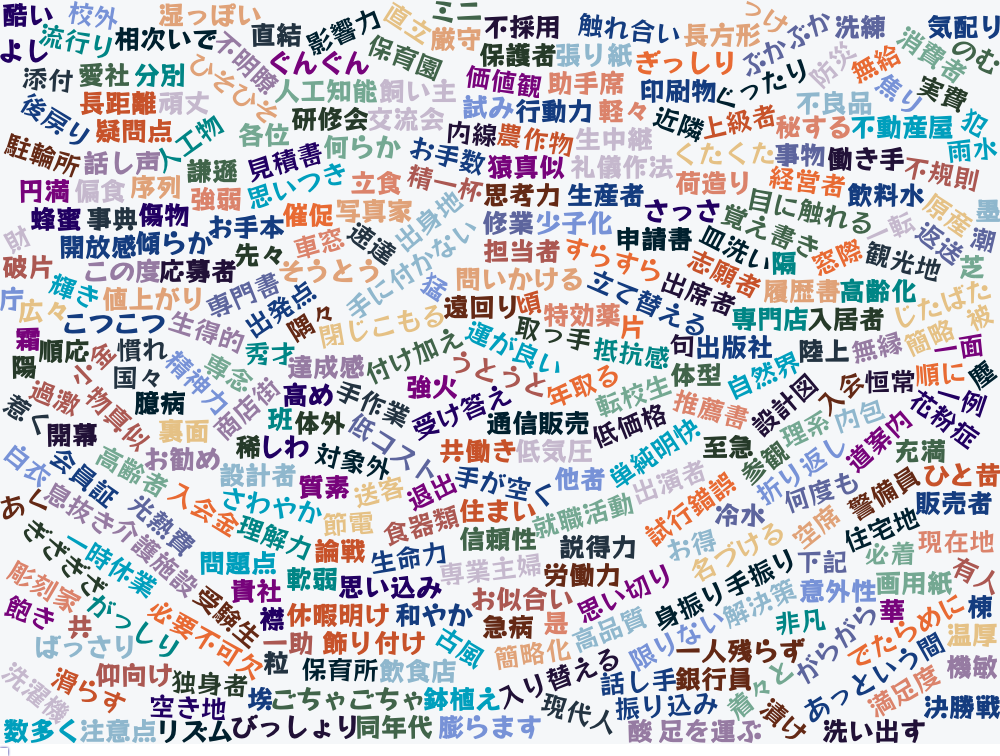 酷い 校外 湿っぽい 直立 ミニ 不採用 触れ合い 長方形 つけ ぶかぶか 洗練 気配り
よし 流行り 相次いで 不明瞭 直結 影響力 保育園 厳守 保護者 張り紙 ぎっしり 防災 無給 消費者 のむ
添付 愛社 分別 ひそひそ ぐんぐん 人工知能 飼い主 価値観 助手席 印刷物 ぐったり 焦り 実費
後戻り 長距離 頑丈 研修会 交流会 試み 行動力 軽々 近隣 上級者 不良品 秘する 不動産屋 犯
駐輪所 疑問点 人工物 各位 何らか 内線 農作物 生中継 くたくた 事物 働き手 雨水
話し声 謙遜 見積書 お手数 猿真似 礼儀作法 不規則
円満 偏食 序列 強弱 思いつき 立食 精一杯 思考力 生産者 荷造り 経営者 飲料水 原産 墨
蜂蜜 事典 傷物 お手本 催促 写真家 出身地 修業 少子化 さっさ 目に触れる 覚え書き 一転 返送 潮
財 開放感 傾らか 先々 車窓 速達 手に付かない 担当者 すらすら 申請書 皿洗い 隣 窓際 観光地 芝
破片 この度 応募者 そうとう 猛 問いかける 立て替える 志願者 出席者 履歴書 高齢化
庁 輝き 値上がり 専門書 出発点 遠回り 頃 特効薬 片 専門店 入居者 じたばた 被
広々 こつこつ 生得的 隅々 閉じこもる 運が良い 取っ手 抵抗感 句 出版社 陸上 無縁 簡略 一面
霜 陽 順応 小金 慣れ 精神力 専念 秀才 達成感 付け加え うとうと 年取る 転校生 体型 自然界 入会 恒常 順に 塵
国々 過激 物真似 臆病 商店街 高め 手作業 強火 受け答え 推薦書 設計図 花粉症 一例
惹く 開幕 裏面 班 体外 低コスト 通信販売 低価格 理系 内包 道案内
白衣 会員証 高齢者 お勧め 稀 しわ 対象外 共働き 低気圧 単純明快 至急 参観 折り返し 充満
設計者 質素 送客 退出 手が空く 他者 出演者 何度も 警備員 ひと昔
あく 息抜き 光熱費 入会金 さわやか 節電 食器類 住まい 就職活動 試行錯誤 冷水 空席 販売者
ぎざぎざ 介護施設 理解力 論戦 信頼性 説得力 お得 名づける 住宅地 必着 現在地
一時休業 問題点 生命力 専業主婦 労働力 身振り手振り 下記 有人
彫刻家 がっしり 貴社 軟弱 思い込み お似合い 思い切り 解決策 意外性 画用紙
飽き 共 必要不可欠 受験生 襟 休暇明け 和やか 急病 是 高品質 限りない 非凡 がらがら 華 でたらめに 棟
ばっさり 一助 飾り付け 古風 簡略化 一人残らず 温厚
洗濯機 滑らす 仰向け 独身者 粒 保育所 飲食店 入り替える 話し手 銀行員 着々と あっという間 満足度 機敏
空き地 埃 ごちゃごちゃ 鉢植え 現代人 振り込み 漬け 決勝戦
数多く 注意点 リズム びっしょり 同年代 膨らます 酸 足を運ぶ 洗い出す